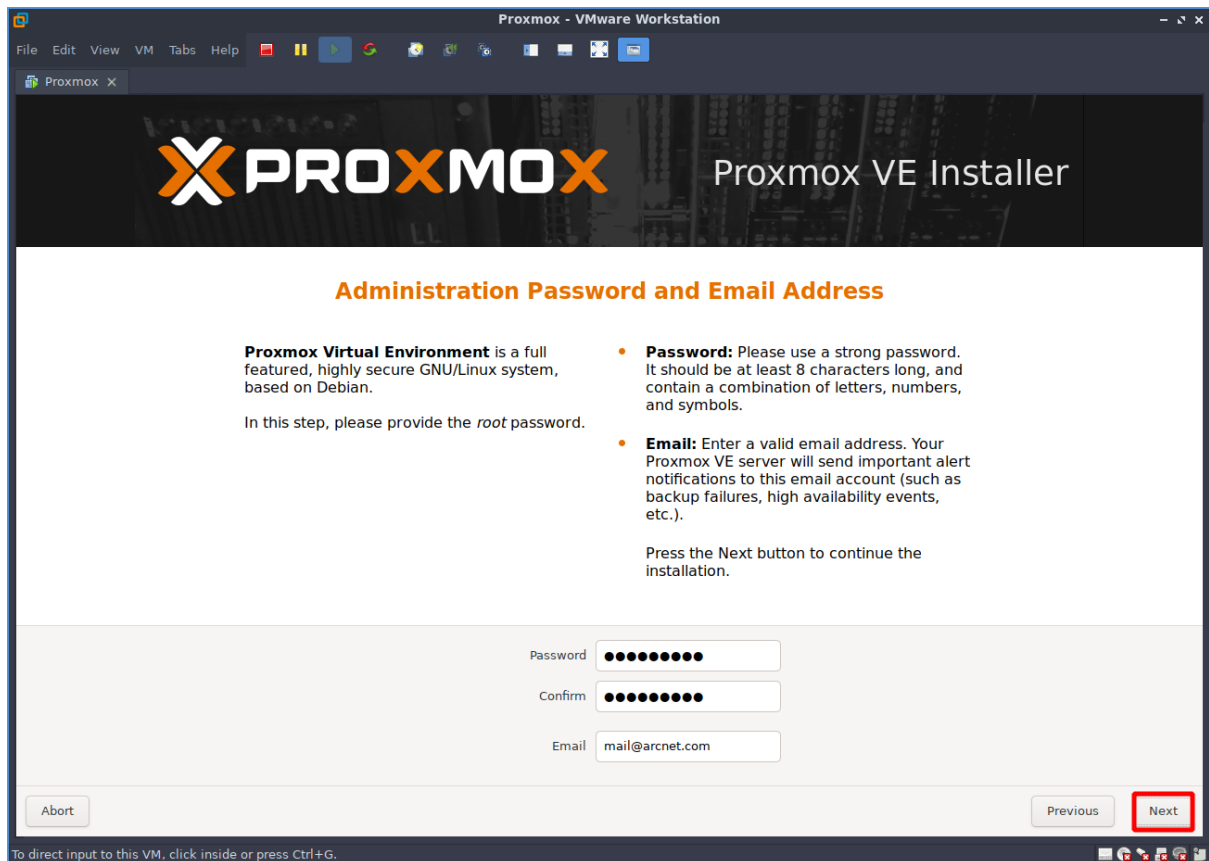 Proxmox - VMware Workstation
File Edit View VM Tabs Help
Proxmox
PROXMOX
Proxmox VE Installer
Administration Password and Email Address
Proxmox Virtual Environment is a full
featured, highly secure GNU/Linux system,
based on Debian.
In this step, please provide the root password.
• Password: Please use a strong password.
It should be at least 8 characters long, and
contain a combination of letters, numbers,
and symbols.
• Email: Enter a valid email address. Your
Proxmox VE server will send important alert
notifications to this email account (such as
backup failures, high availability events,
etc.).
Press the Next button to continue the
installation.
Password ●●●●●●●●●
Confirm ●●●●●●●●●
Email mail@arcnet.com
Abort Previous Next
To direct input to this VM, click inside or press Ctrl+G.